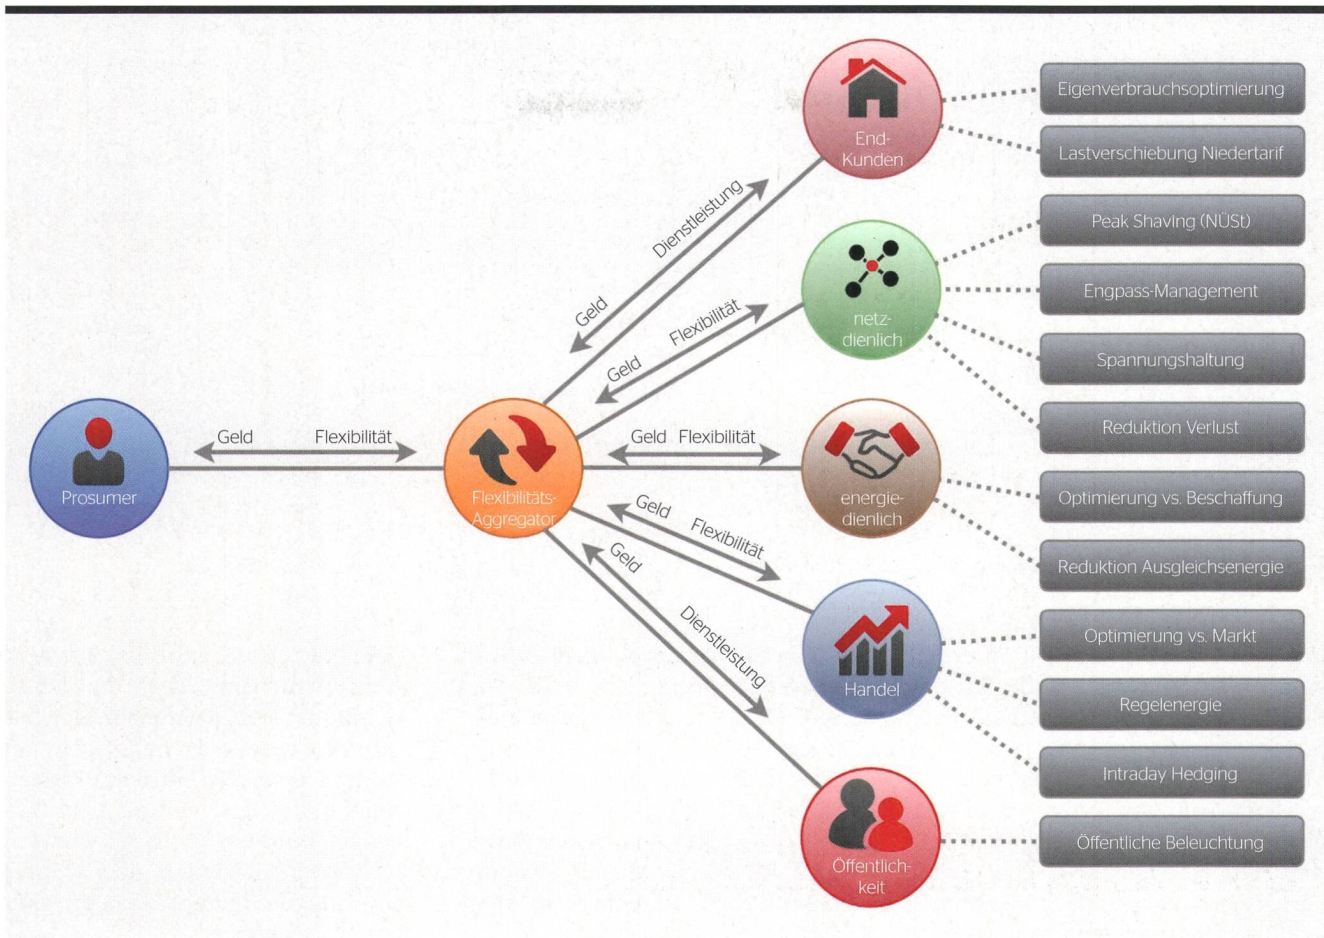 End-
Kunden
Eigenverbrauchsoptimierung
Lastverschiebung Niedertarif
Dienstleistung
Geld
Peak Shaving (NÜSt)
Engpass-Management
Spannungshaltung
Reduktion Verlust
netz-
dienlich
Flexibilität
Geld
Prosumer
Geld Flexibilität
Flexibilitäts-
Aggregator
Geld Flexibilität
energie-
dienlich
Optimierung vs. Beschaffung
Reduktion Ausgleichsenergie
Geld
Flexibilität
Handel
Optimierung vs. Markt
Regelenergie
Intraday Hedging
Geld
Dienstleistung
Öffentlich-
keit
Öffentliche Beleuchtung